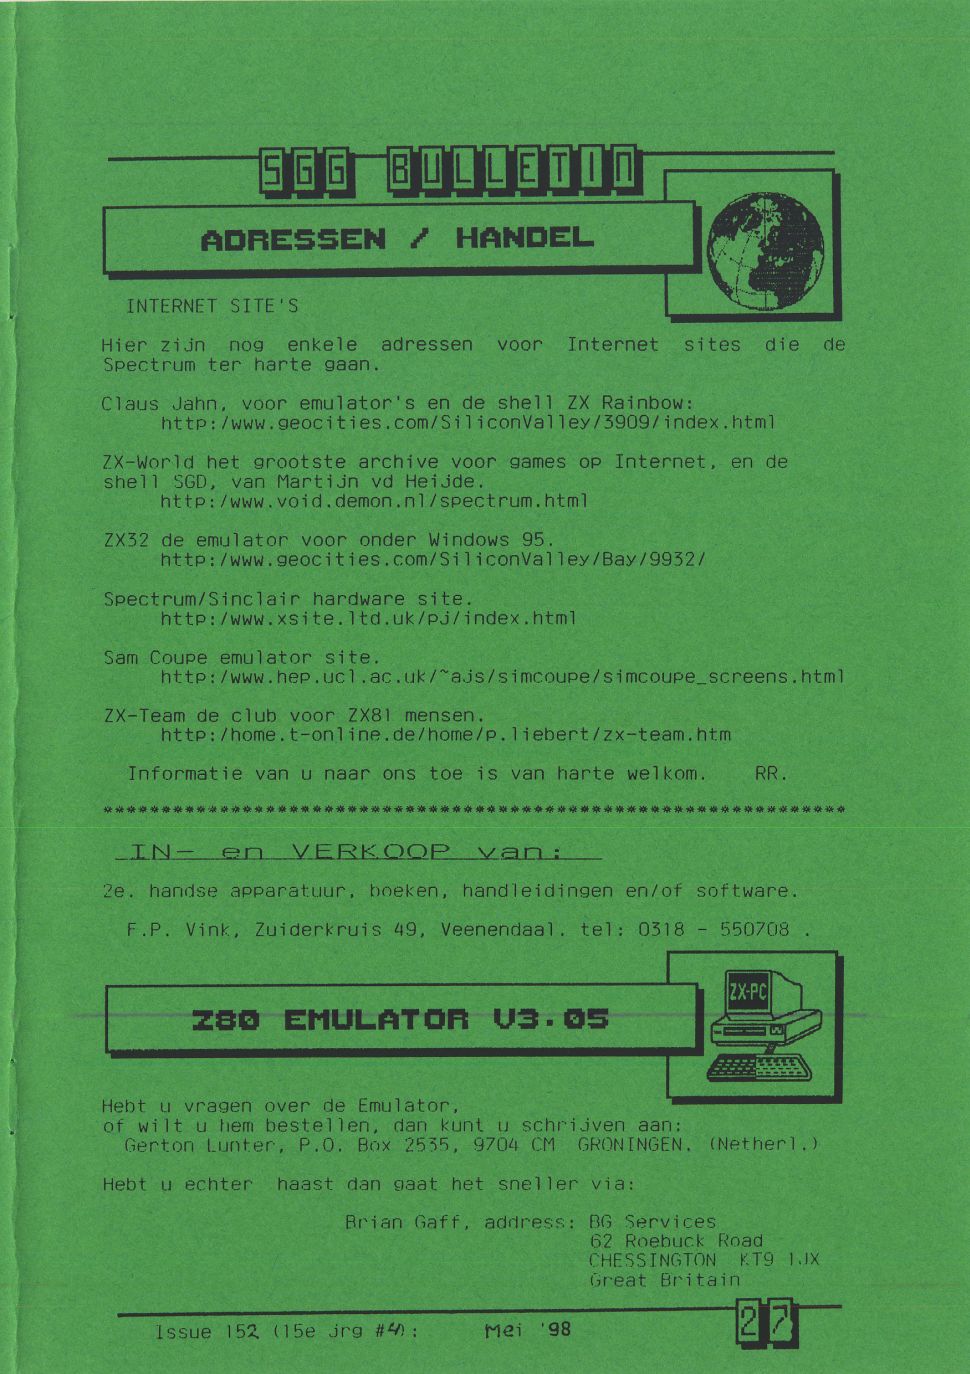 SGG BULLETIN
ADRESSEN / HANDEL
INTERNET SITE'S
Hier zijn nog enkele adressen voor Internet sites die de
Spectrum ter harte gaan.
Claus Jahn, voor emulator's en de shell ZX Rainbow:
http:/www.geocities.com/SiliconValley/3909/index.html
ZX-World het grootste archive voor games op Internet, en de
shell SGD, van Martijn vd Heijde.
http:/www.void.demon.nl/spectrum.html
ZX32 de emulator voor onder Windows 95.
http:/www.geocities.com/SiliconValley/Bay/9932/
Spectrum/Sinclair hardware site.
http:/www.xsite.ltd.uk/pj/index.html
Sam Coupe emulator site.
http:/www.hep.ucl.ac.uk/~ajs/simcoupe/simcoupe_screens.html
ZX-Team de club voor ZX81 mensen.
http:/home.t-online.de/home/p.liebert/zx-team.htm
Informatie van u naar ons toe is van harte welkom. RR.
****************************************************************
IN- en VERKOOP van:
2e. handse apparatuur, boeken, handleidingen en/of software.
F.P. Vink, Zuiderkruis 49, Veenendaal. tel: 0318 - 550708 .
ZX-PC
Z80 EMULATOR V3.05
Hebt u vragen over de Emulator,
of wilt u hem bestellen, dan kunt u schrijven aan:
Gerton Lunter, P.O. Box 2535, 9704 CM GRONINGEN. (Netherl.)
Hebt u echter haast dan gaat het sneller via:
Brian Gaff, address: BG Services
62 Roebuck Road
CHESSINGTON KT9 1JX
Great Britain
Issue 152 (15e jrg #4): Mei '98
27